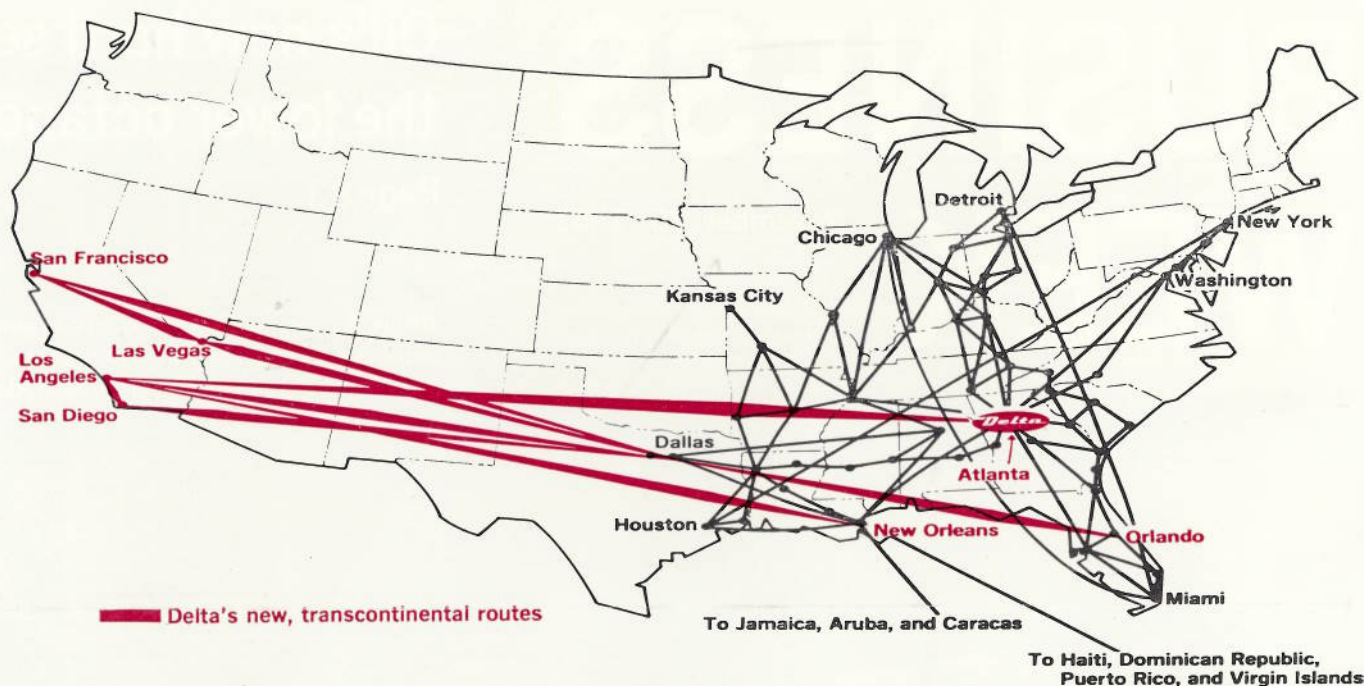 Detroit
New York
Chicago
San Francisco
Washington
Kansas City
Las Vegas
Los
Angeles
San Diego
Delta
Dallas
Atlanta
Houston
New Orleans
Orlando
Miami
Delta's new, transcontinental routes
To Jamaica, Aruba, and Caracas
To Haiti, Dominican Republic,
Puerto Rico, and Virgin Islands